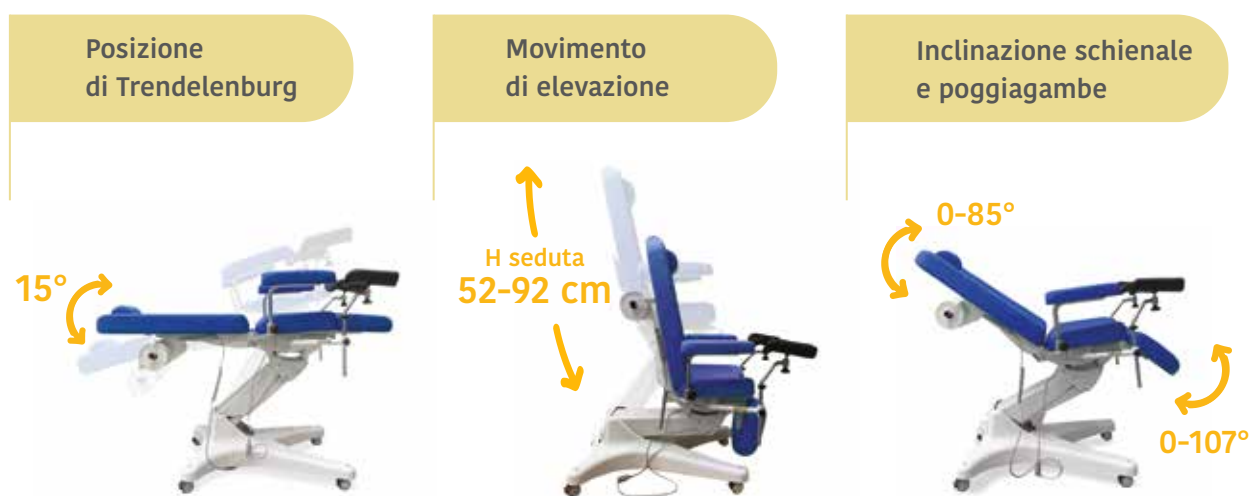 Posizione
di Trendelenburg
Movimento
di elevazione
Inclinazione schienale
e poggiagambe
15°
H seduta
52-92 cm
0-85°
0-107°